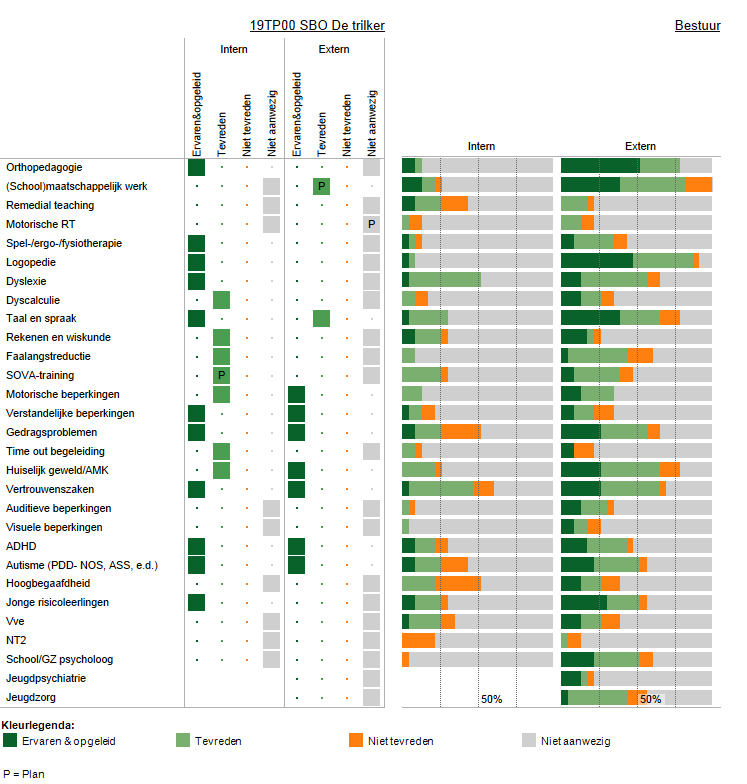 19TP00 SBO De trilker
Bestuur
Intern
Extern
Ervaren&opgeleid
Tevreden
Niet tevreden
Niet aanwezig
Ervaren&opgeleid
Tevreden
Niet tevreden
Niet aanwezig
Intern
Extern
Orthopedagogie
(School)maatschappelijk werk P
Remedial teaching
Motorische RT P
Spel-/ergo-/fysiotherapie
Logopedie
Dyslexie
Dyscalculie
Taal en spraak
Rekenen en wiskunde
Faalangstreductie
SOVA-training P
Motorische beperkingen
Verstandelijke beperkingen
Gedragsproblemen
Time out begeleiding
Huiselijk geweld/AMK
Vertrouwenszaken
Auditieve beperkingen
Visuele beperkingen
ADHD
Autisme (PDD- NOS, ASS, e.d.)
Hoogbegaafdheid
Jonge risicoleerlingen
Vve
NT2
School/GZ psycholoog
Jeugdpsychiatrie
Jeugdzorg 50% 50%
Kleurlegenda:
Ervaren & opgeleid Tevreden Niet tevreden Niet aanwezig
P = Plan